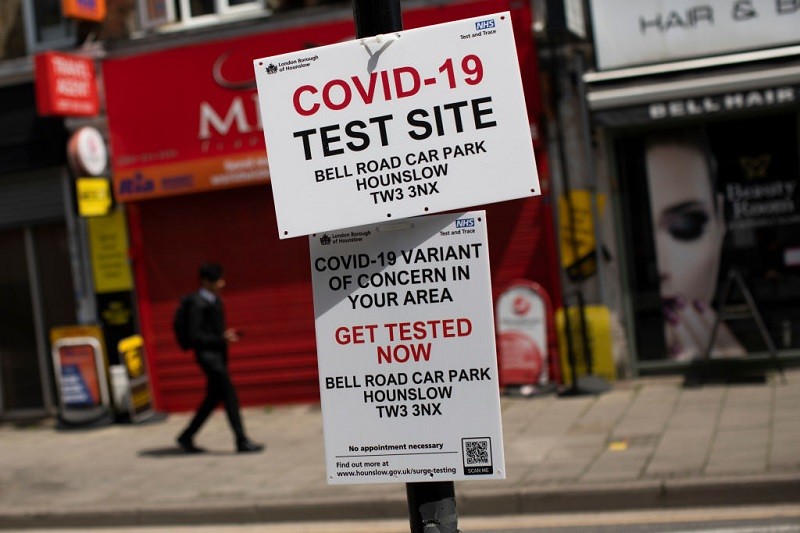 HAIR & B
BELL HAIR
TRAVEL
Ria
London Borough
of Hounslow
NHS
Test and Trace
COVID-19
TEST SITE
BELL ROAD CAR PARK
HOUNSLOW
TW3 3NX
London Borough
of Hounslow
NHS
Test and Trace
COVID-19 VARIANT
OF CONCERN IN
YOUR AREA
GET TESTED
NOW
BELL ROAD CAR PARK
HOUNSLOW
TW3 3NX
No appointment necessary
Find out more at
www.hounslow.gov.uk/surge-testing
SCAN ME
Beauty
Room